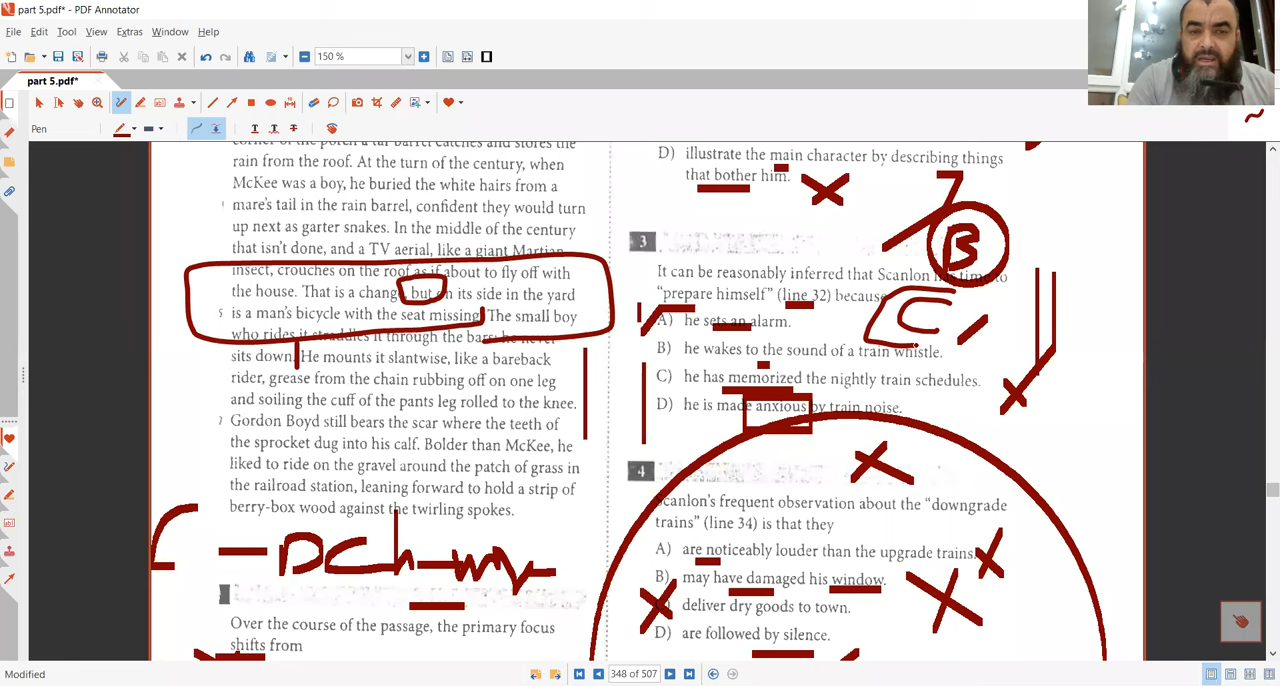 part 5.pdf* - PDF Annotator
File Edit Tool View Extras Window Help
150 %
part 5.pdf*
Pen
corner of the porch a tar barrel catches and stores the
rain from the roof. At the turn of the century, when
McKee was a boy, he buried the white hairs from a
mare's tail in the rain barrel, confident they would turn
up next as garter snakes. In the middle of the century
that isn't done, and a TV aerial, like a giant Martian
insect, crouches on the roof as if about to fly off with
the house. That is a change, but on its side in the yard
5 is a man's bicycle with the seat missing. The small boy
who rides it straddles it through the bars; he never
sits down. He mounts it slantwise, like a bareback
rider, grease from the chain rubbing off on one leg
and soiling the cuff of the pants leg rolled to the knee.
Gordon Boyd still bears the scar where the teeth of
the sprocket dug into his calf. Bolder than McKee, he
liked to ride on the gravel around the patch of grass in
the railroad station, leaning forward to hold a strip of
berry-box wood against the twirling spokes.
DCh-wy
Over the course of the passage, the primary focus
shifts from
D) illustrate the main character by describing things
that bother him.
3
B
It can be reasonably inferred that Scanlon has time to
"prepare himself" (line 32) because
C
A) he sets an alarm.
B) he wakes to the sound of a train whistle.
C) he has memorized the nightly train schedules.
D) he is made anxious by train noise.
4
Scanlon's frequent observation about the "downgrade
trains" (line 34) is that they
A) are noticeably louder than the upgrade trains.
B) may have damaged his window.
deliver dry goods to town.
D) are followed by silence.
Modified
348 of 507